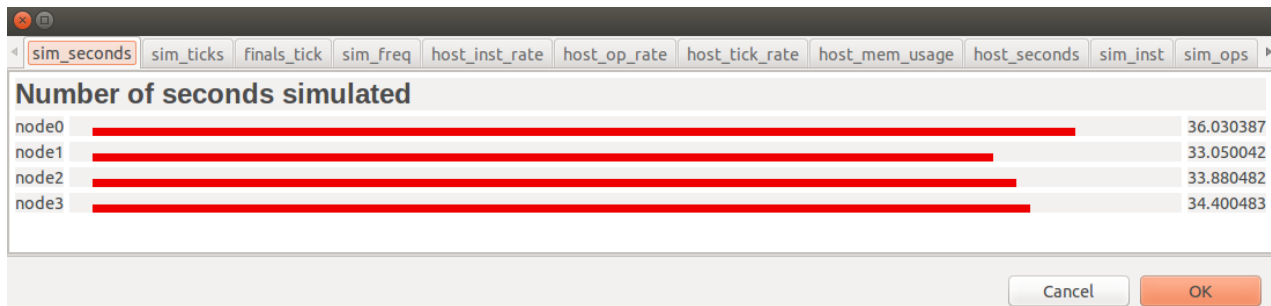 sim_seconds sim_ticks finals_tick sim_freq host_inst_rate host_op_rate host_tick_rate host_mem_usage host_seconds sim_inst sim_ops
Number of seconds simulated
node0 36.030387
node1 33.050042
node2 33.880482
node3 34.400483
Cancel OK